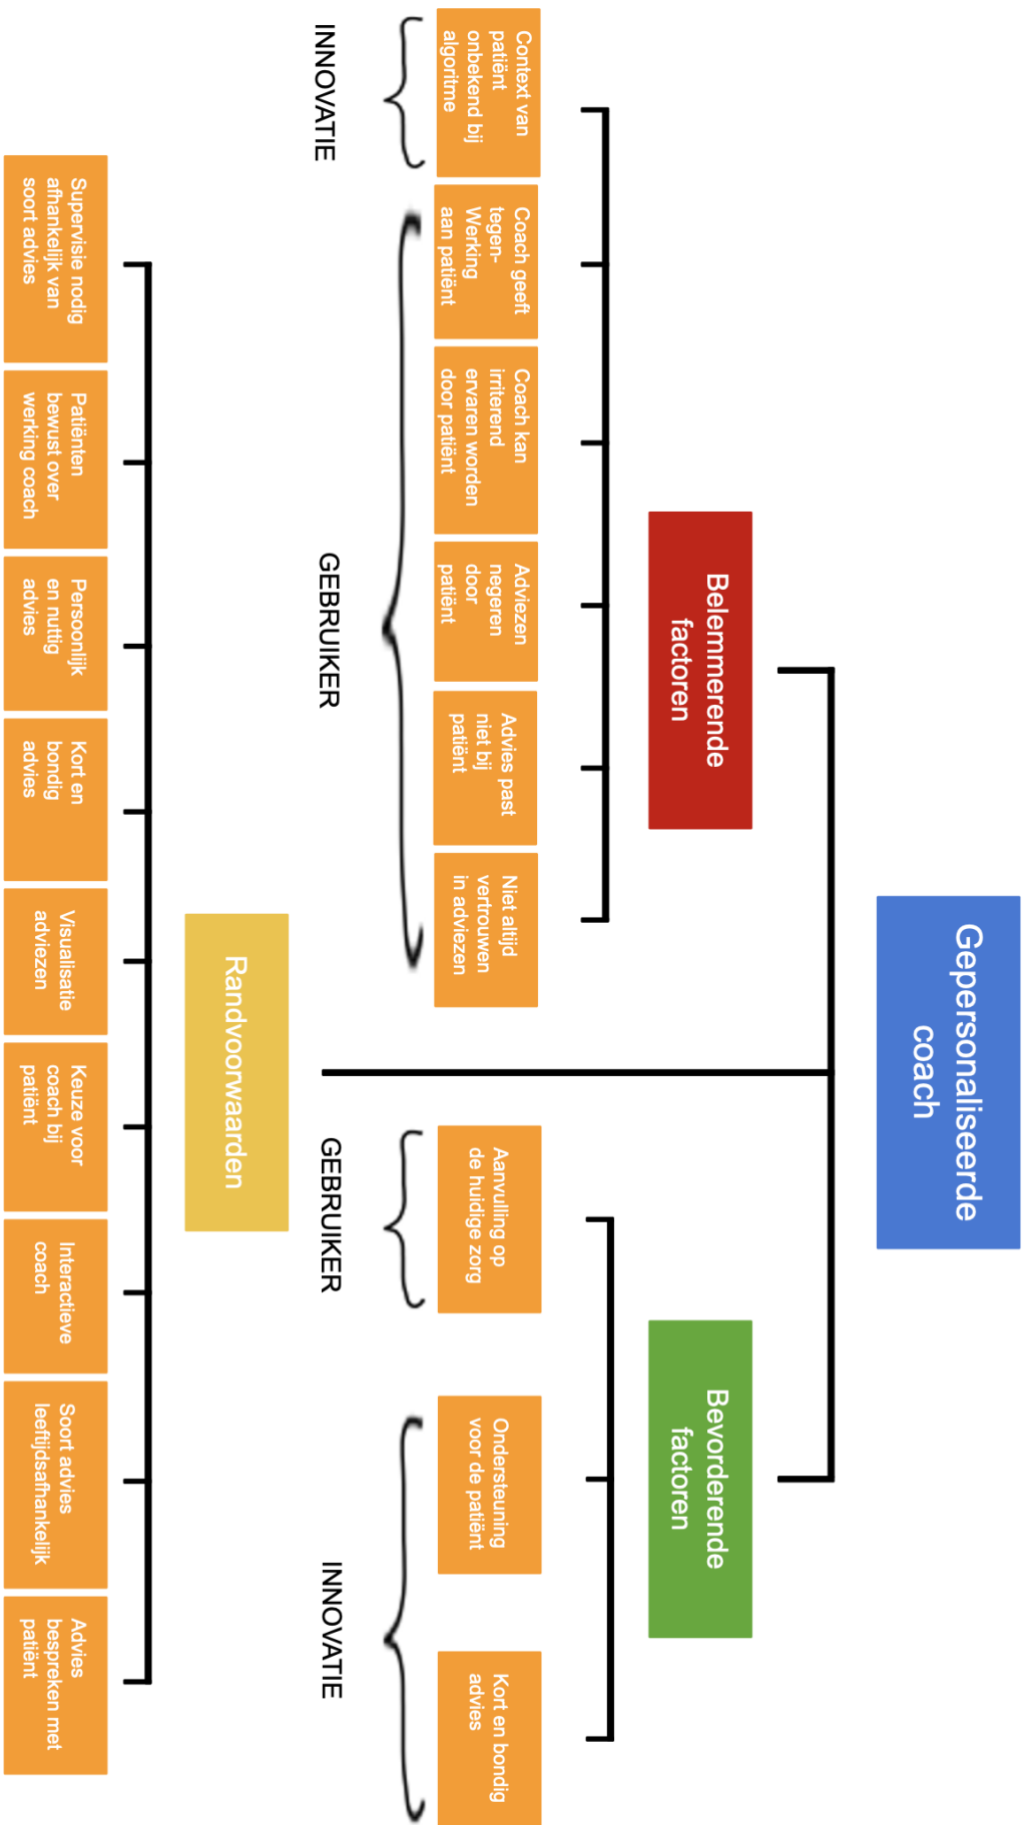 Gepersonaliseerde
coach
Belemmerende
factoren
Bevorderende
factoren
Context van
patiënt
onbekend bij
algoritme
Coach geeft
tegen-
Werking
aan patiënt
Coach kan
irriterend
ervaren worden
door patiënt
Adviezen
negeren
door
patiënt
Advies past
niet bij
patiënt
Niet altijd
vertrouwen
in adviezen
Aanvulling op
de huidige zorg
Ondersteuning
voor de patiënt
Kort en bondig
advies
INNOVATIE
GEBRUIKER
GEBRUIKER
INNOVATIE
Randvoorwaarden
Supervisie nodig
afhankelijk van
soort advies
Patiënten
bewust over
werking coach
Persoonlijk
en nuttig
advies
Kort en
bondig
advies
Visualisatie
adviezen
Keuze voor
coach bij
patiënt
Interactieve
coach
Soort advies
leeftijdsafhankelijk
Advies
bespreken met
patiënt